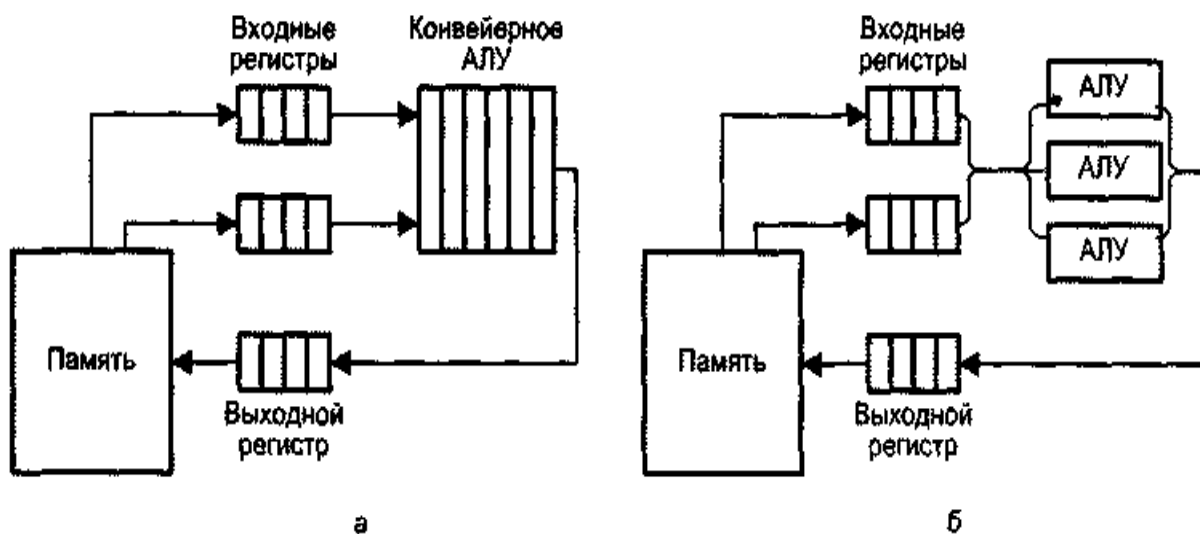 Входные
регистры
Конвейерное
АЛУ
Память
Выходной
регистр
а
Входные
регистры
АЛУ
АЛУ
АЛУ
Память
Выходной
регистр
б